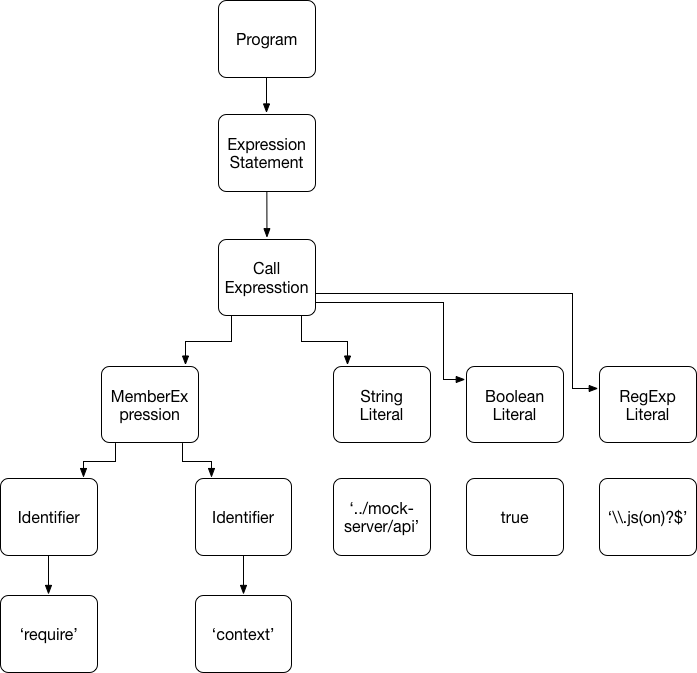 Program
Expression
Statement
Call
Expresstion
MemberEx
pression
String
Literal
Boolean
Literal
RegExp
Literal
Identifier
Identifier
‘../mock-
server/api’
true
‘\\.js(on)?$’
‘require’
‘context’